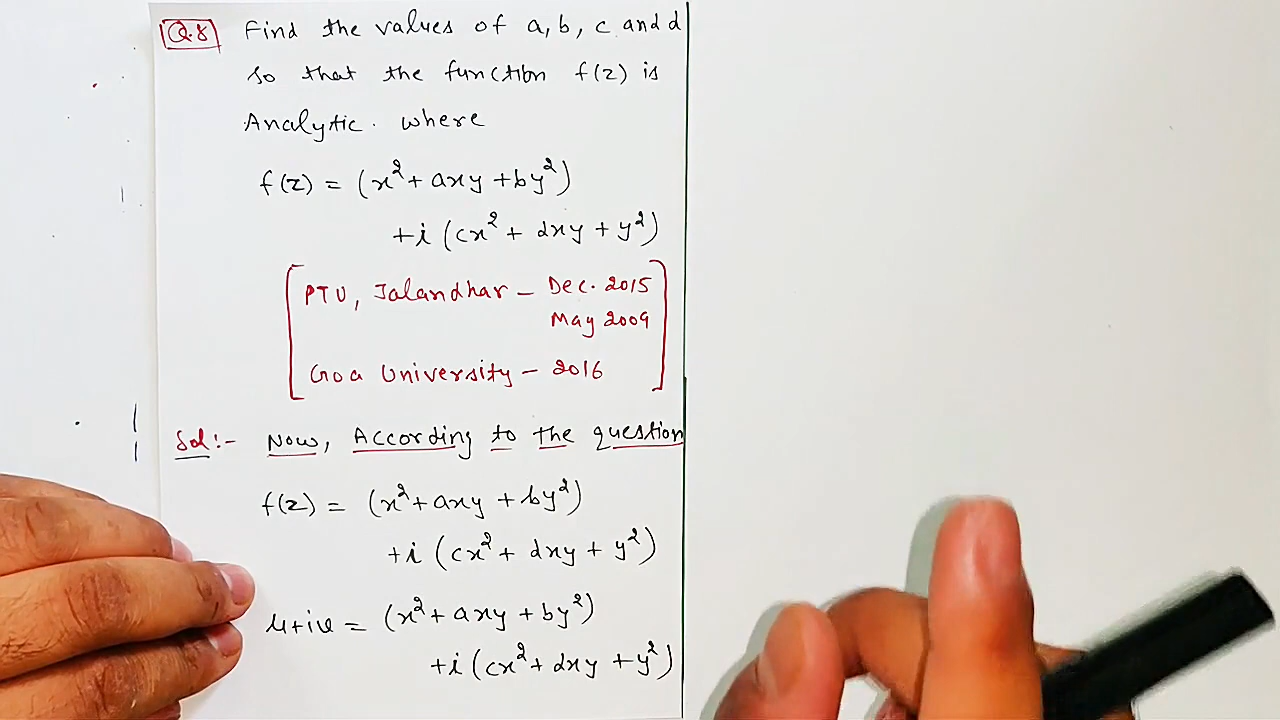 Q.8 Find the values of a, b, c and d
so that the function f(z) is
Analytic. where
f(z) = (x²+axy+by²)
+i (cx²+ dxy + y²)
PTU, Jalandhar – Dec. 2015
May 2009
Goa University – 2016
Sol:- Now, According to the question
f(z) = (x²+axy + by²)
+i (cx²+ dxy + y²)
u+iv = (x²+axy + by²)
+i (cx²+dxy +y²)